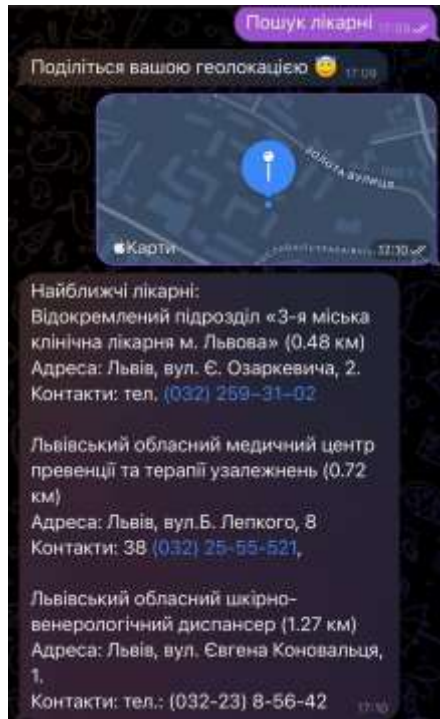 Пошук лікарні 17:09
Поділіться вашою геолокацією 😇 17:09
ЗОЛОТА ВУЛИЦЯ
Карти 17:10
Найближчі лікарні:
Відокремлений підрозділ «3-я міська
клінічна лікарня м. Львова» (0.48 км)
Адреса: Львів, вул. Є. Озаркевича, 2.
Контакти: тел. (032) 259–31–02
Львівський обласний медичний центр
превенції та терапії узалежнень (0.72
км)
Адреса: Львів, вул.Б. Лепкого, 8
Контакти: 38 (032) 25-55-521,
Львівський обласний шкірно-
венерологічний диспансер (1.27 км)
Адреса: Львів, вул. Євгена Коновальця,
1.
Контакти: тел.: (032-23) 8-56-42 17:10